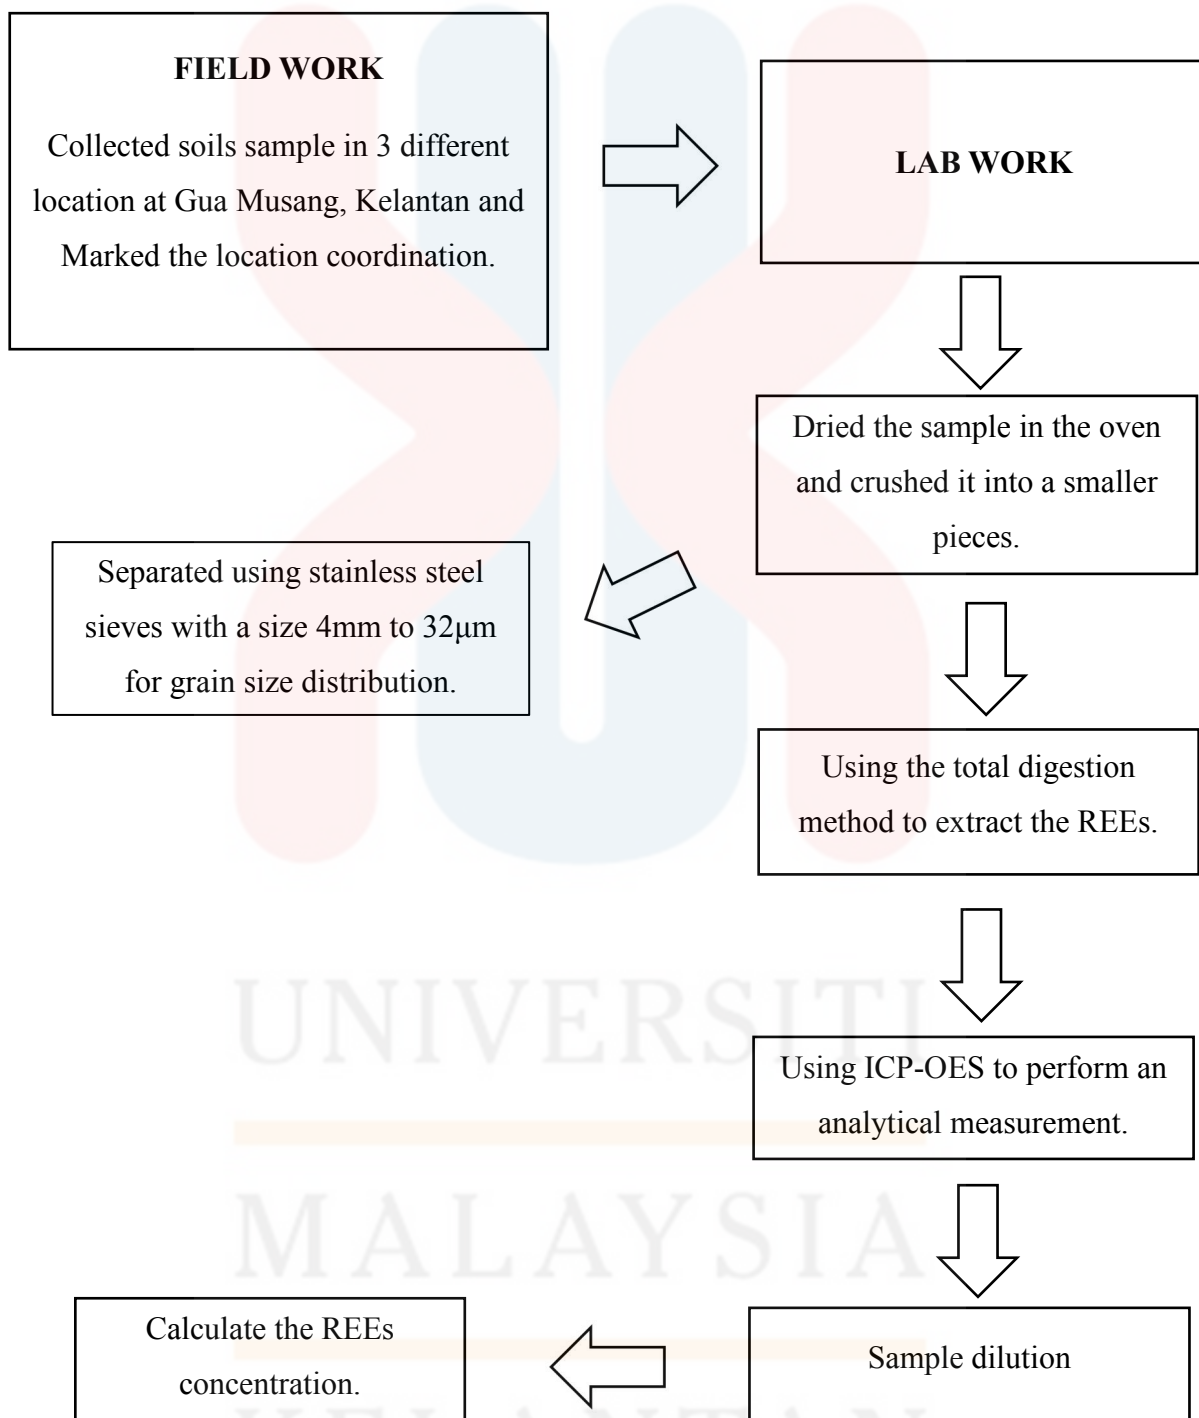 FIELD WORK
Collected soils sample in 3 different
location at Gua Musang, Kelantan and
Marked the location coordination.
LAB WORK
Dried the sample in the oven
and crushed it into a smaller
pieces.
Separated using stainless steel
sieves with a size 4mm to 32μm
for grain size distribution.
Using the total digestion
method to extract the REEs.
Using ICP-OES to perform an
analytical measurement.
Sample dilution
Calculate the REEs
concentration.
UNIVERSITI
MALAYSIA
KELANTAN